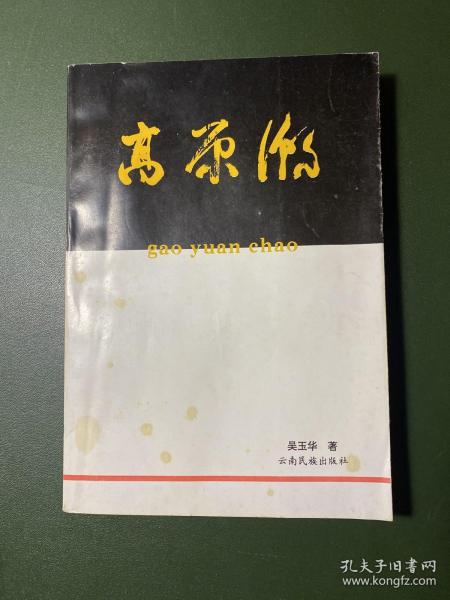 高原潮
gao yuan chao
吴玉华 著
云南民族出版社
孔夫子旧书网
www.kongfz.com